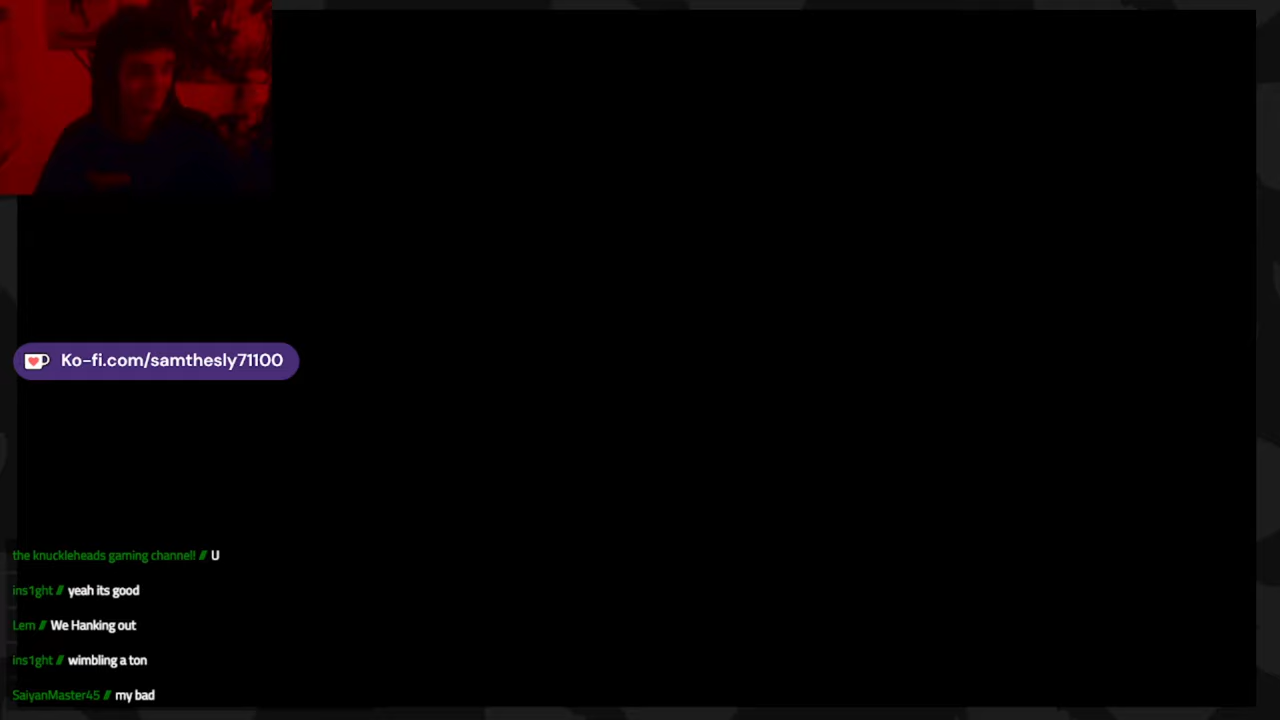 Ko-fi.com/samthesly71100
the knuckleheads gaming channel! // U
ins1ght // yeah its good
Lem // We Hanking out
ins1ght // wimbling a ton
SaiyanMaster45 // my bad